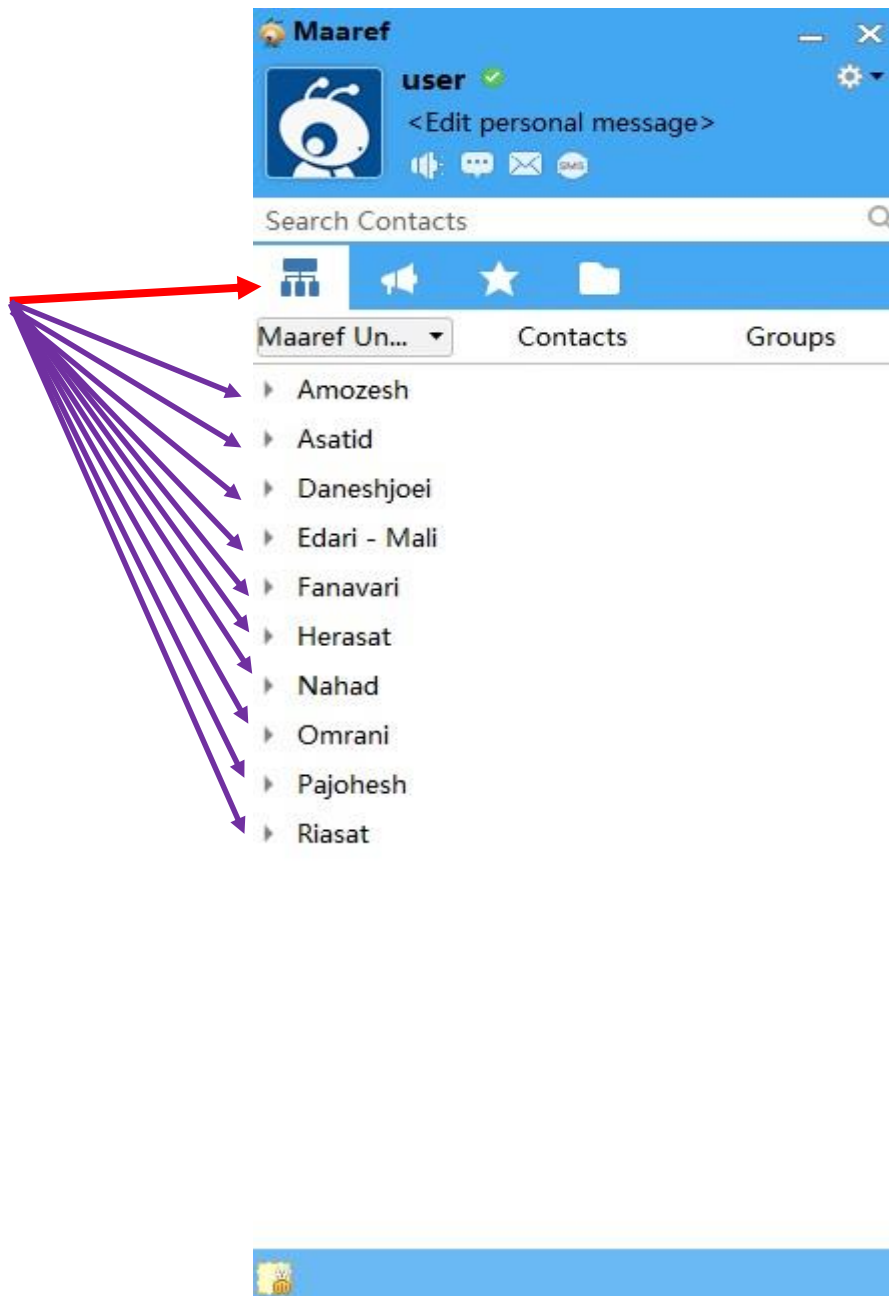 Maaref
user
<Edit personal message>
SMS
Search Contacts
Maaref Un... Contacts Groups
Amozesh
Asatid
Daneshjoei
Edari - Mali
Fanavari
Herasat
Nahad
Omrani
Pajohesh
Riasat